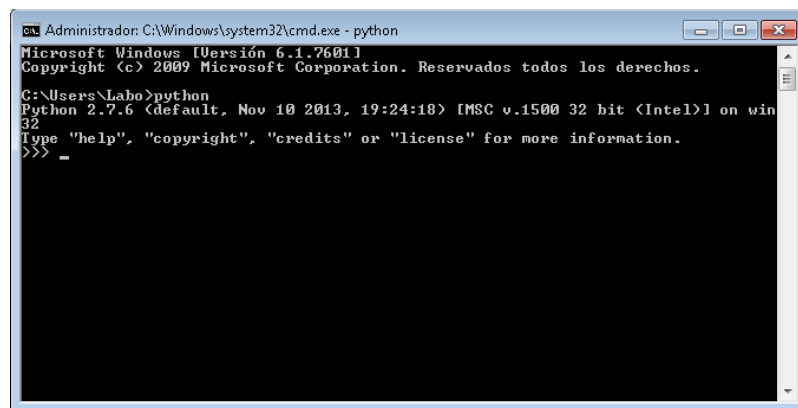 Administrador: C:\Windows\system32\cmd.exe - python
Microsoft Windows [Versión 6.1.7601]
Copyright (c) 2009 Microsoft Corporation. Reservados todos los derechos.
C:\Users\Labo>python
Python 2.7.6 (default, Nov 10 2013, 19:24:18) [MSC v.1500 32 bit (Intel)] on win
32
Type "help", "copyright", "credits" or "license" for more information.
>>> _